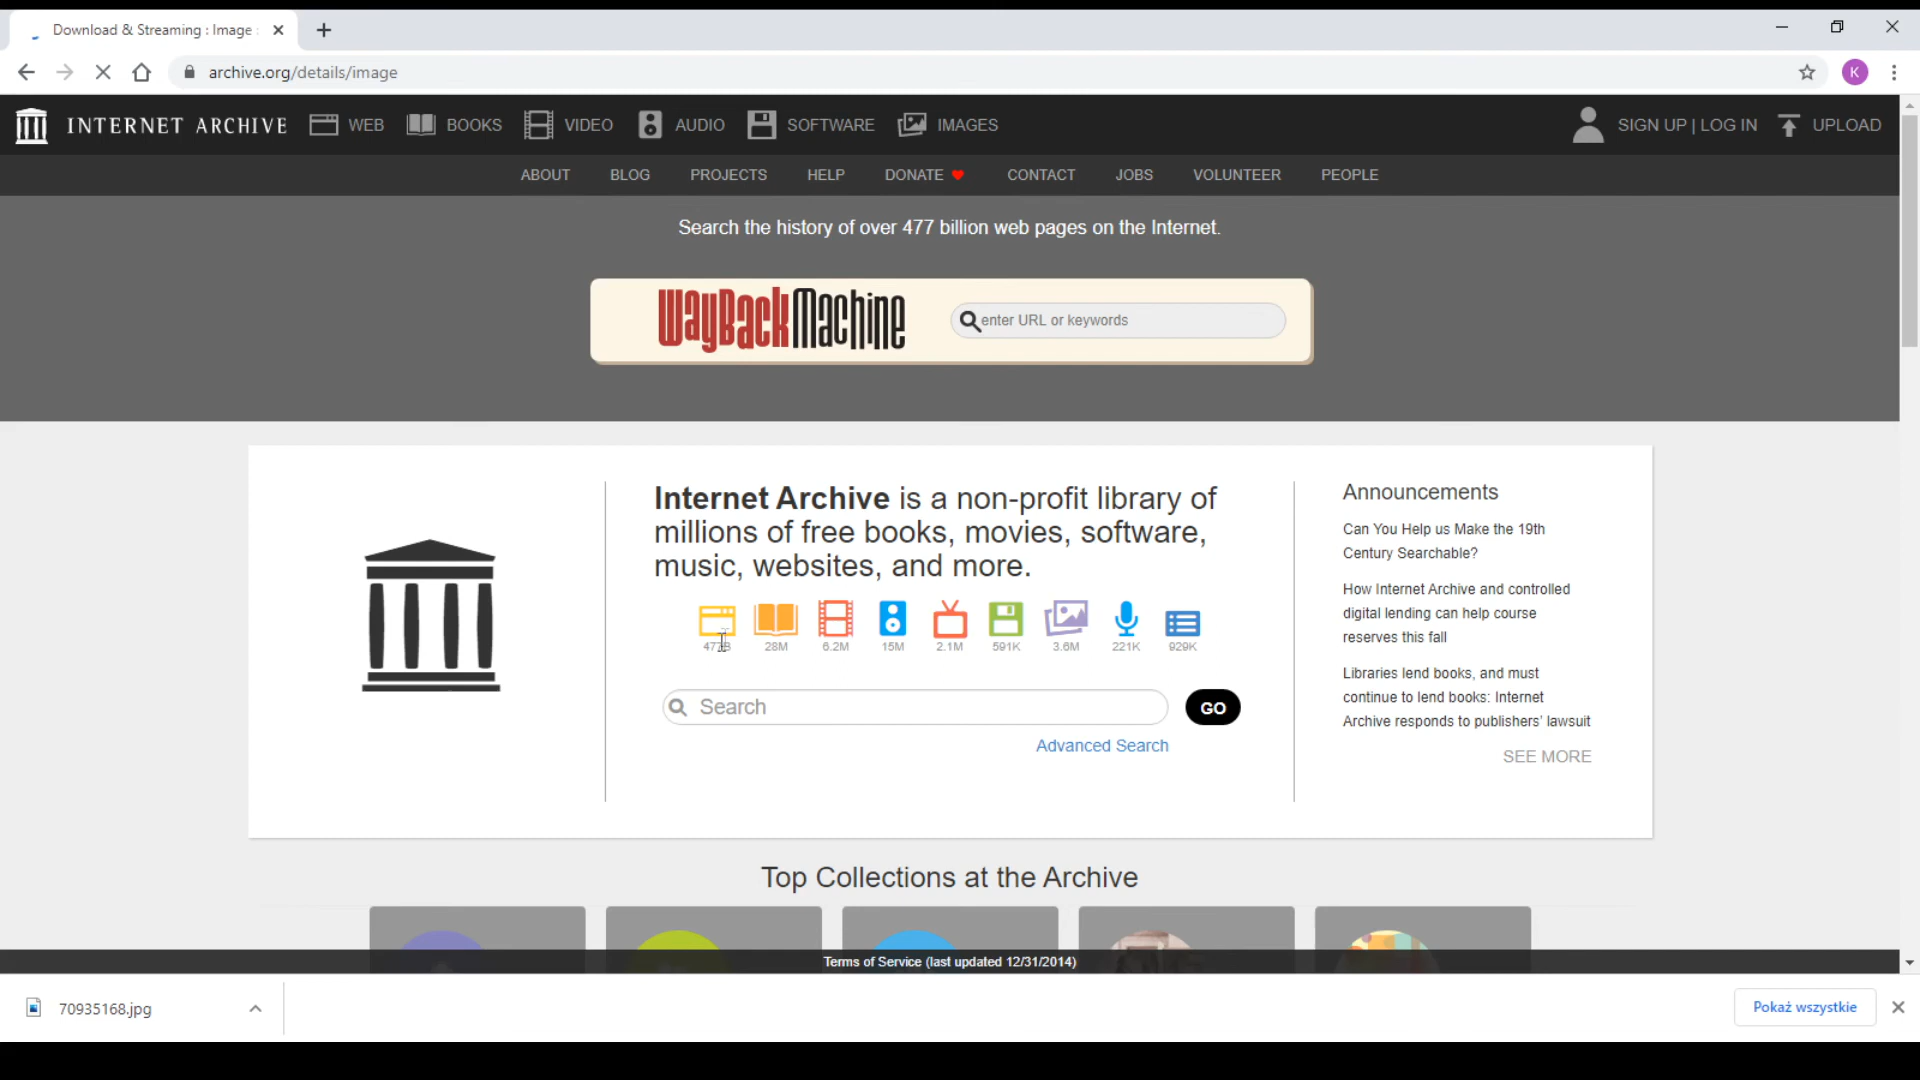 Download & Streaming : Image
archive.org/details/image
K
INTERNET ARCHIVE WEB BOOKS VIDEO AUDIO SOFTWARE IMAGES SIGN UP | LOG IN UPLOAD
ABOUT BLOG PROJECTS HELP DONATE CONTACT JOBS VOLUNTEER PEOPLE
Search the history of over 477 billion web pages on the Internet.
WayBackMachine
enter URL or keywords
Internet Archive is a non-profit library of
millions of free books, movies, software,
music, websites, and more.
28M 6.2M 15M 2.1M 591K 3.6M 221K 929K
Search
GO
Advanced Search
Announcements
Can You Help us Make the 19th
Century Searchable?
How Internet Archive and controlled
digital lending can help course
reserves this fall
Libraries lend books, and must
continue to lend books: Internet
Archive responds to publishers' lawsuit
SEE MORE
Top Collections at the Archive
Terms of Service (last updated 12/31/2014)
70935168.jpg
Pokaż wszystkie